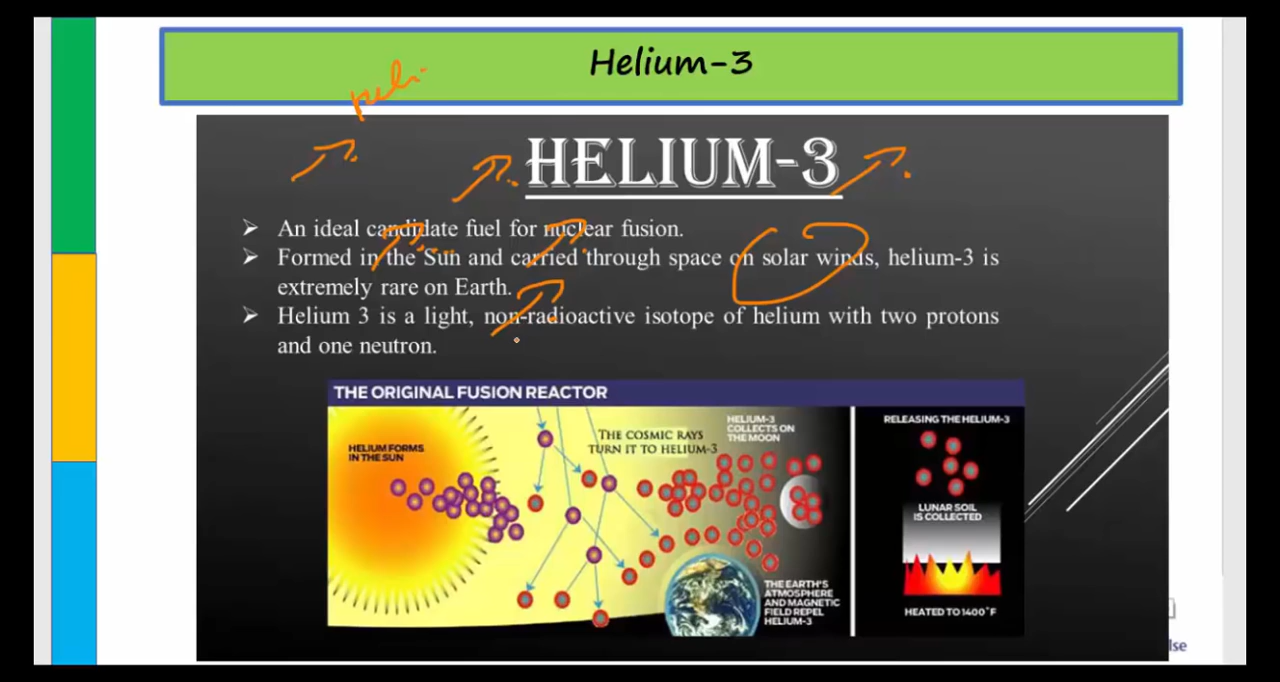 Helium-3
HELIUM-3
An ideal candidate fuel for nuclear fusion.
Formed in the Sun and carried through space on solar winds, helium-3 is
extremely rare on Earth.
Helium 3 is a light, non-radioactive isotope of helium with two protons
and one neutron.
THE ORIGINAL FUSION REACTOR
HELIUM FORMS
IN THE SUN
THE COSMIC RAYS
TURN IT TO HELIUM-3
HELIUM-3
COLLECTS ON
THE MOON
THE EARTH'S
ATMOSPHERE
AND MAGNETIC
FIELD REPEL
HELIUM-3
RELEASING THE HELIUM-3
LUNAR SOIL
IS COLLECTED
HEATED TO 1400°F
lse